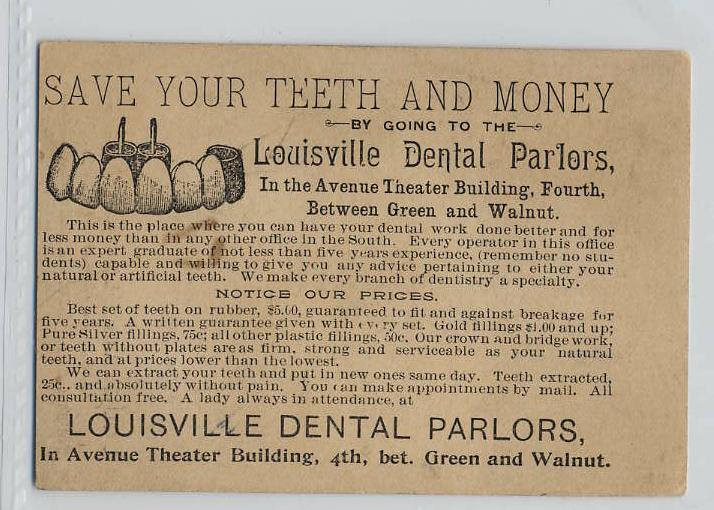 SAVE YOUR TEETH AND MONEY
BY GOING TO THE
Louisville Dental Parlors,
In the Avenue Theater Building, Fourth,
Between Green and Walnut.
This is the place where you can have your dental work done better and for
less money than in any other office in the South. Every operator in this office
is an expert graduate of not less than five years experience, (remember no stu-
dents) capable and willing to give you any advice pertaining to either your
natural or artificial teeth. We make every branch of dentistry a specialty.
NOTICE OUR PRICES.
Best set of teeth on rubber, $5.00, guaranteed to fit and against breakage for
five years. A written guarantee given with every set. Gold fillings $1.00 and up;
Pure Silver filllngs, 75c; all other plastic fillings, 50c. Our crown and bridge work,
or teeth without plates are as firm, strong and serviceable as your natural
teeth, and at prices lower than the lowest.
We can extract your teeth and put in new ones same day. Teeth extracted,
25c., and absolutely without pain. You can make appointments by mail. All
consultation free. A lady always in attendance, at
LOUISVILLE DENTAL PARLORS,
In Avenue Theater Building, 4th, bet. Green and Walnut.